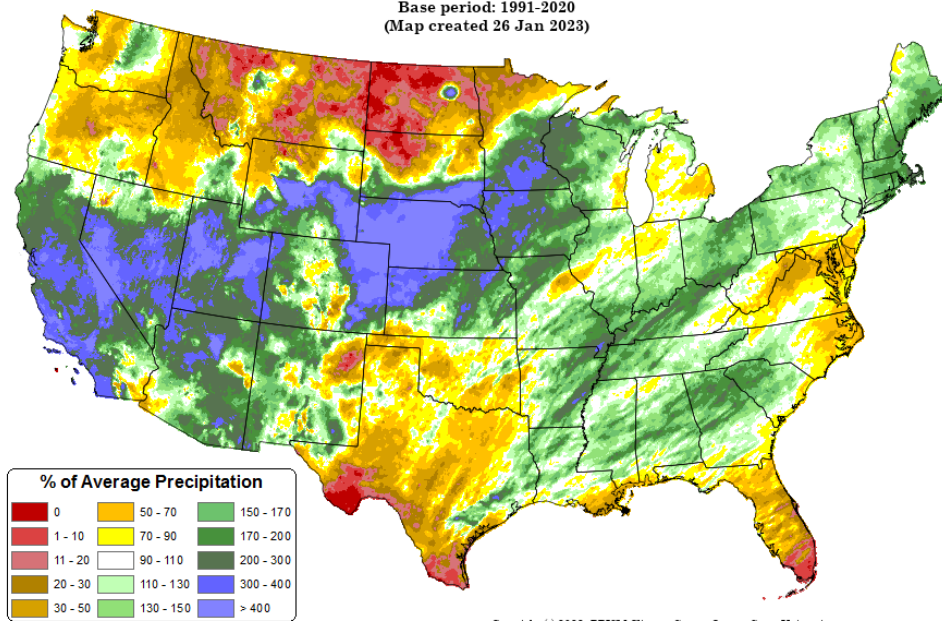 Base period: 1991-2020
(Map created 26 Jan 2023)
% of Average Precipitation
0
50 - 70
150 - 170
1 - 10
70 - 90
170 - 200
11 - 20
90 - 110
200 - 300
20 - 30
110 - 130
300 - 400
30 - 50
130 - 150
> 400